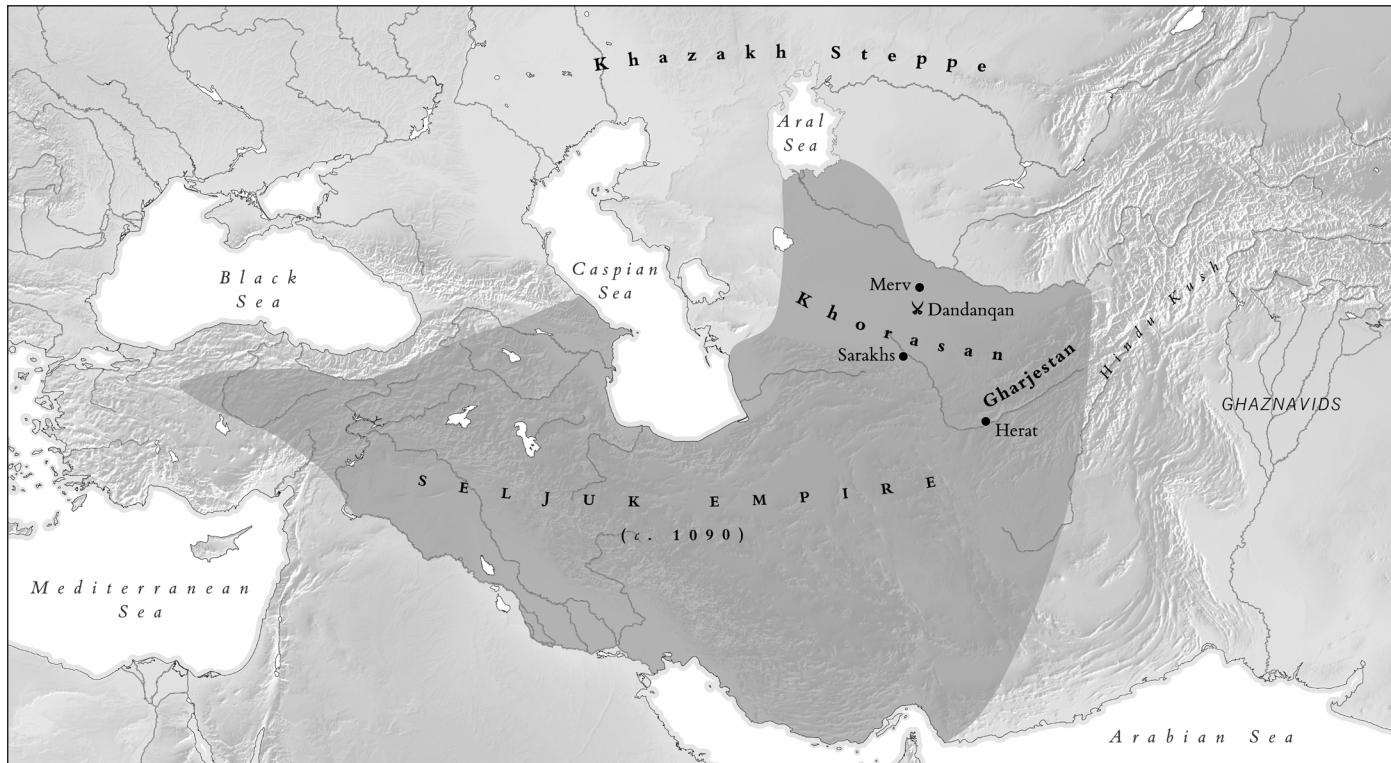 Khazakh Steppe
Aral
Sea
Black
Sea
Caspian
Sea
Merv
Dandanqan
Khorasan
Sarakhs
Hindu Kush
Gharjestan
GHAZNAVIDS
Herat
SELJUK EMPIRE
(c. 1090)
Mediterranean
Sea
Arabian Sea